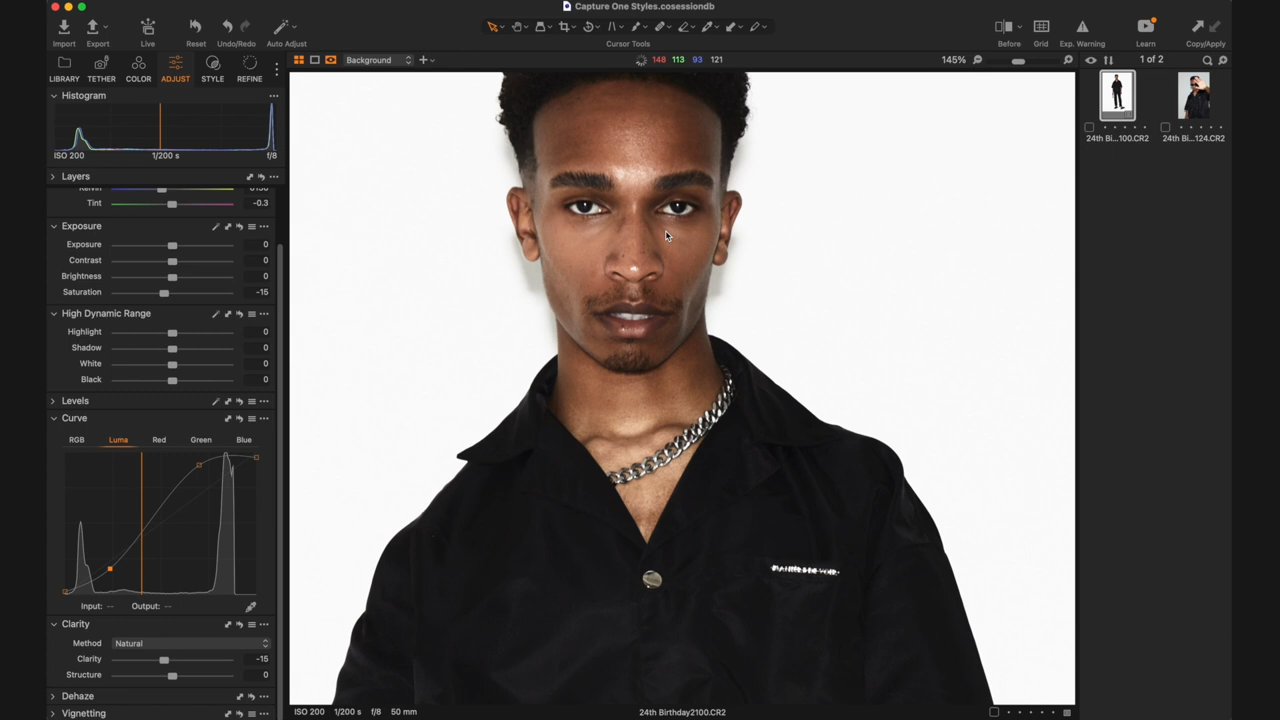 Capture One Styles.cosessiondb
Import
Export
Live
Reset
Undo/Redo
Auto Adjust
Cursor Tools
Before
Grid
Exp. Warning
Learn
Copy/Apply
LIBRARY
TETHER
COLOR
ADJUST
STYLE
REFINE
Background
148 113 93 121
145%
1 of 2
Histogram
ISO 200 1/200 s f/8
Layers
Tint -0.3
Exposure
Exposure 0
Contrast 0
Brightness 0
Saturation -15
High Dynamic Range
Highlight 0
Shadow 0
White 0
Black 0
Levels
Curve
RGB Luma Red Green Blue
Input: -- Output: --
Clarity
Method Natural
Clarity -15
Structure 0
Dehaze
Vignetting
ISO 200 1/200 s f/8 50 mm
24th Birthday2100.CR2
24th Bi...100.CR2
24th Bi...124.CR2